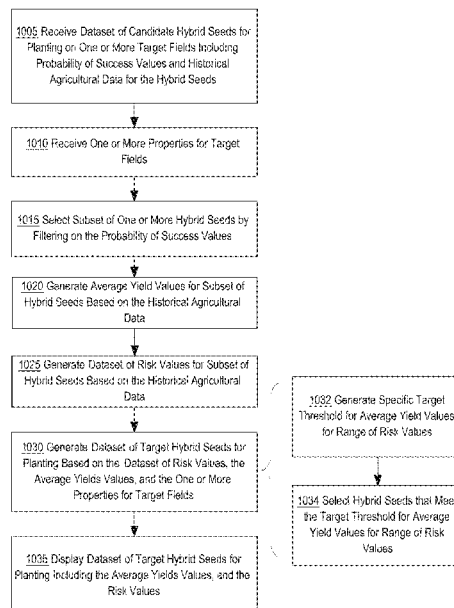 1005 Receive Dataset of Candidate Hybrid Seeds for
Planting on One or More Target Fields Including
Probability of Success Values and Historical
Agricultural Data for the Hybrid Seeds
1010 Receive One or More Properties for Target
Fields
1015 Select Subset of One or More Hybrid Seeds by
Filtering on the Probability of Success Values
1020 Generate Average Yield Values for Subset
of Hybrid Seeds Based on the Historical Agricultural
Data
1025 Generate Dataset of Risk Values for Subset of
Hybrid Seeds Based on the Historical Agricultural
Data
1030 Generate Dataset of Target Hybrid Seeds for
Planting Based on the Dataset of Risk Values, the
Average Yields Values, and the One or More
Properties for Target Fields
1035 Display Dataset of Target Hybrid Seeds for
Planting Including the Average Yields Values, and the
Risk Values
1032 Generate Specific Target
Threshold for Average Yield Values
for Range of Risk Values
1034 Select Hybrid Seeds that Meet
the Target Threshold for Average
Yield Values for Range of Risk
Values